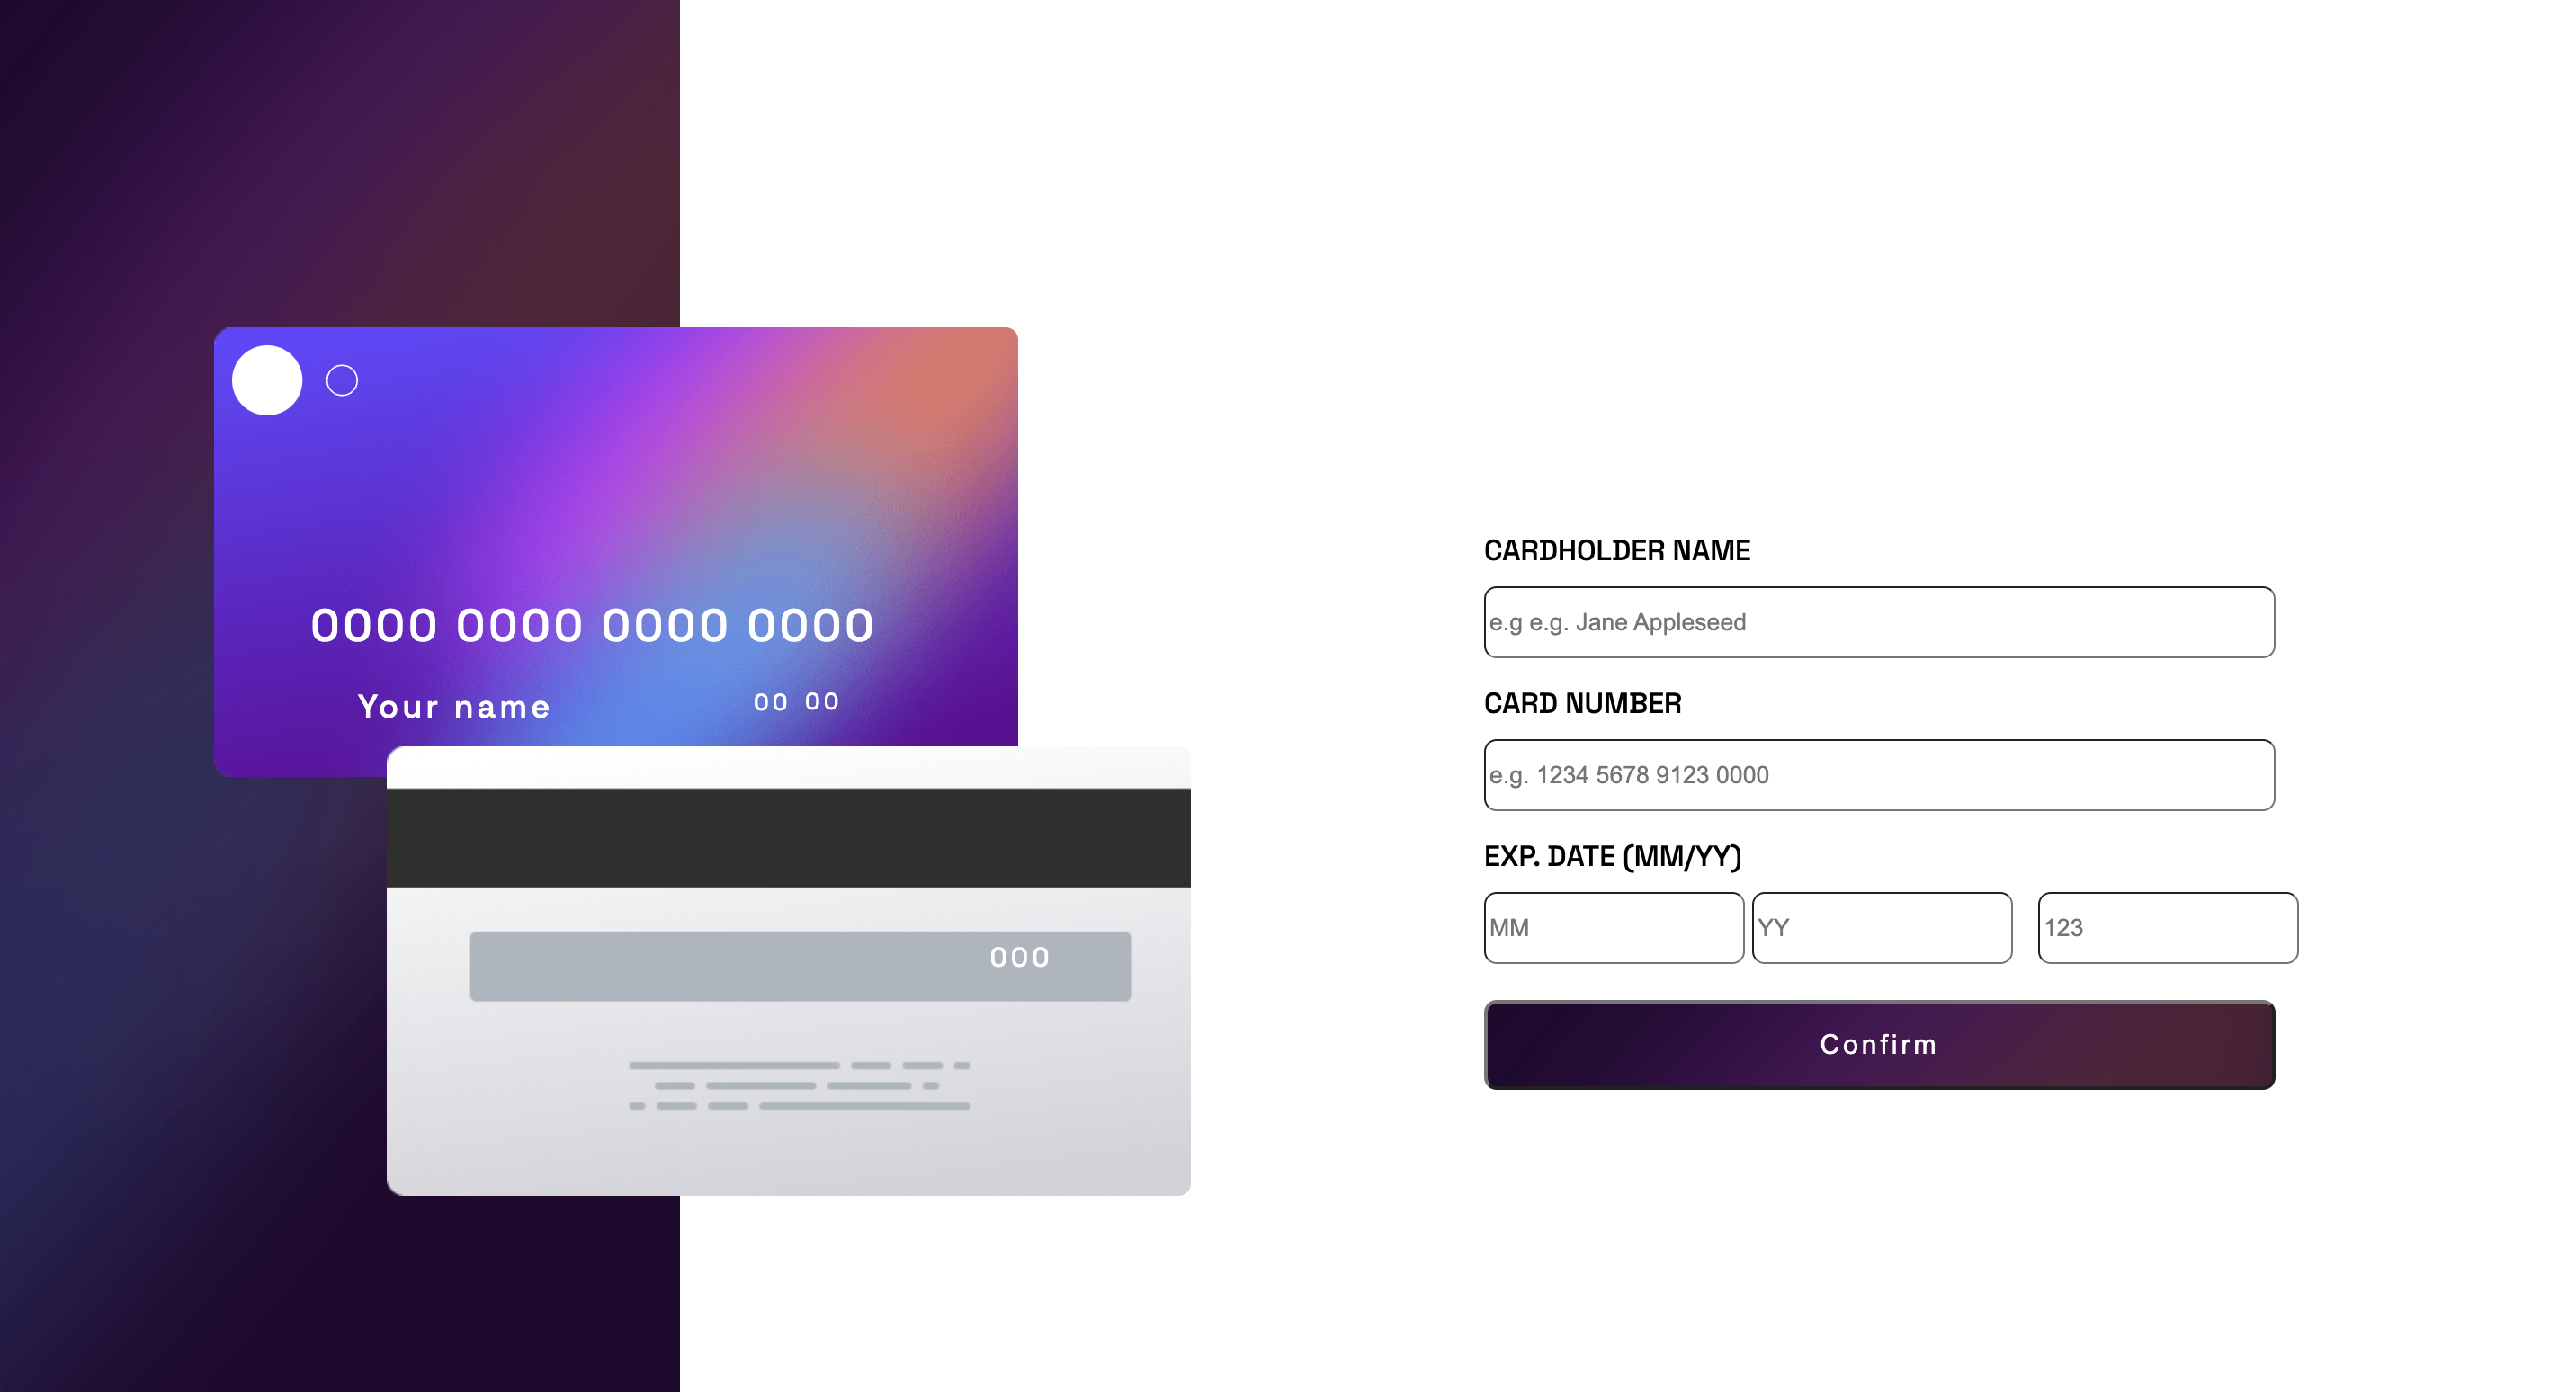 0000 0000 0000 0000
Your name
00 00
000
CARDHOLDER NAME
e.g e.g. Jane Appleseed
CARD NUMBER
e.g. 1234 5678 9123 0000
EXP. DATE (MM/YY)
MM YY 123
Confirm